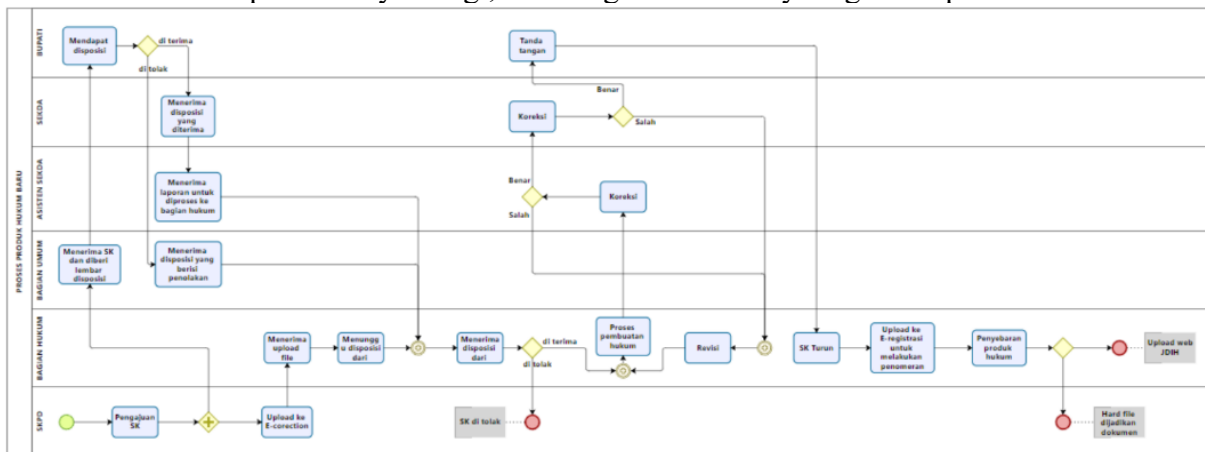 PROSES PRODUK HUKUM BARU
BUPATI
Mendapat
disposisi
di terima
di tolak
Tanda
tangan
SEKDA
Menerima
disposisi
yang
diterima
Koreksi
Benar
Salah
ASISTEN SEKDA
Menerima
laporan untuk
diproses ke
bagian hukum
Benar
Salah
Koreksi
BAGIAN UMUM
Menerima SK
dan diberi
lembar
disposisi
Menerima
disposisi yang
berisi
penolakan
BAGIAN HUKUM
Menerima
upload
file
Menungg
u disposisi
dari
Menerima
disposisi
dari
di terima
di tolak
Proses
pembuatan
hukum
Revisi
SK Turun
Upload ke
E-registrasi
untuk
melakukan
penomeran
Penyebaran
produk
hukum
Upload web
JDIH
SKPD
Pengajuan
SK
Upload ke
E-corection
SK di tolak
Hard file
dijadikan
dokumen